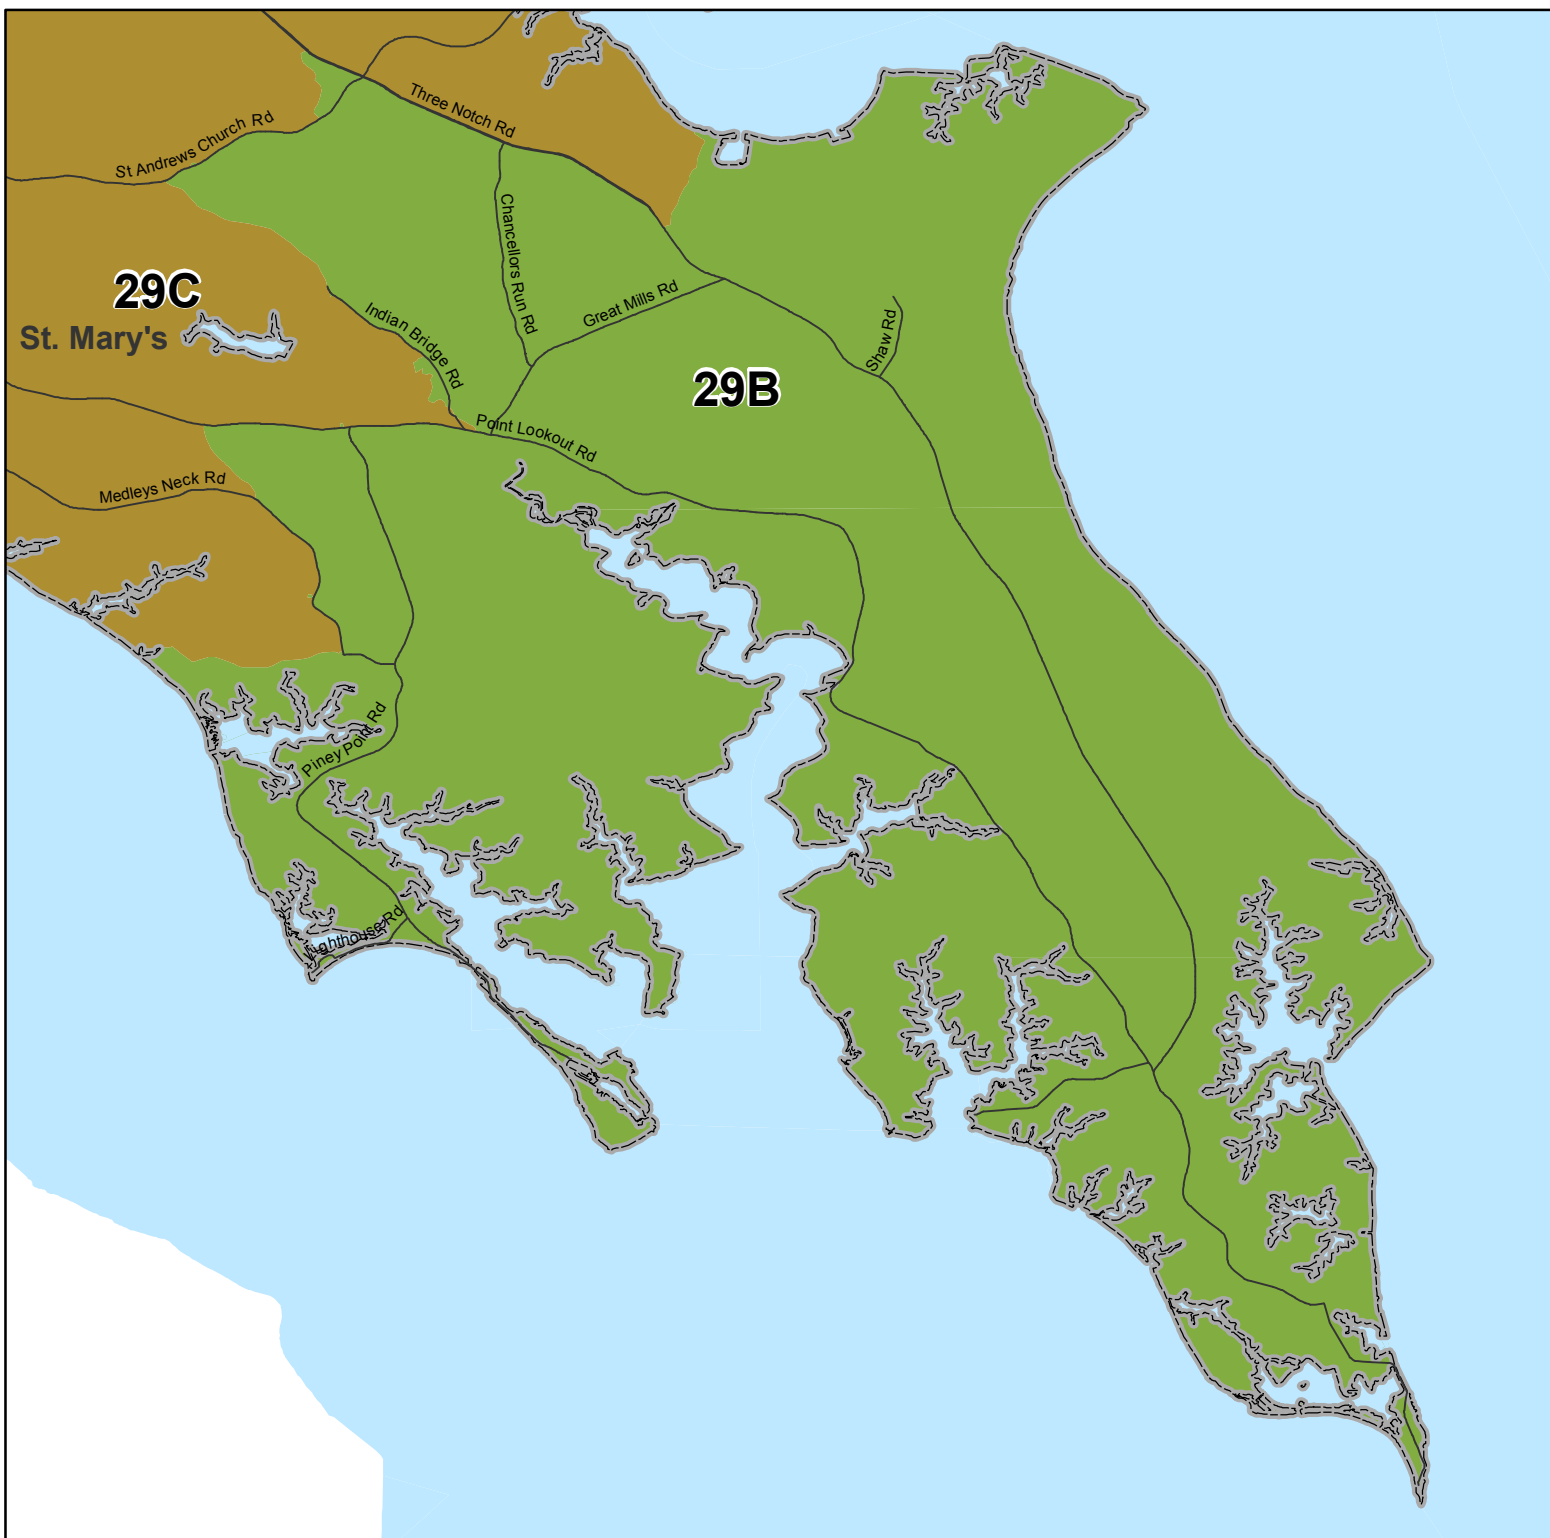 Three Notch Rd
St Andrews Church Rd
Chancellors Run Rd
29C
St. Mary's
Indian Bridge Rd
Great Mills Rd
Shaw Rd
29B
Point Lookout Rd
Medleys Neck Rd
Piney Point Rd
Lighthouse Rd